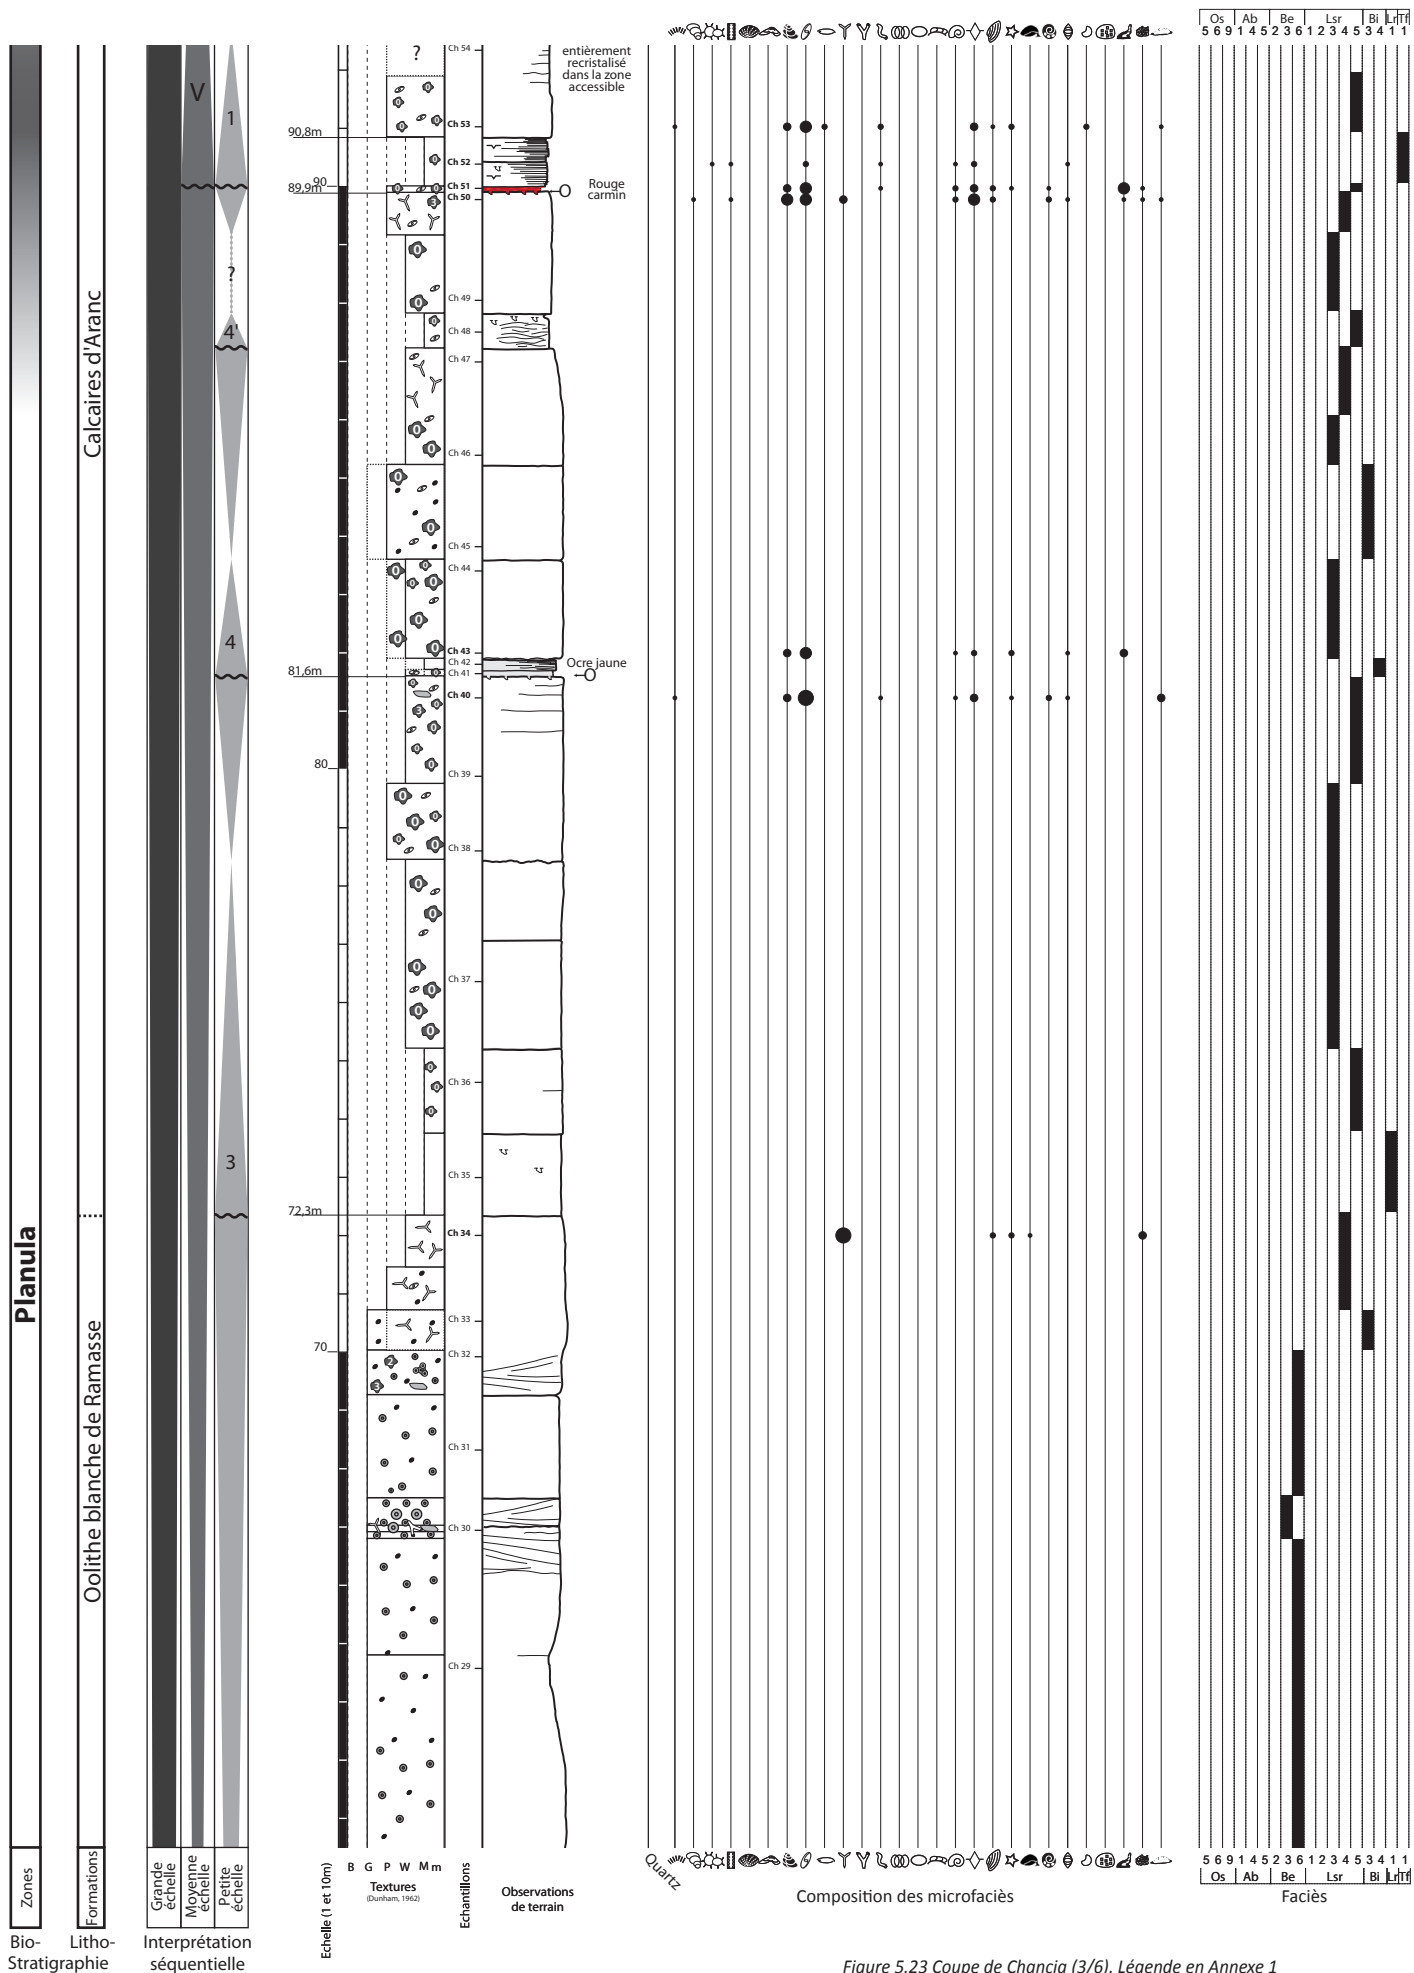 Os Ab Be Lsr Bi Lr Tf
5 6 9 1 4 5 2 3 6 1 2 3 4 5 3 4 1 1
?
Ch 54
entièrement
recristalisé
dans la zone
accessible
V
1
Ch 53
90,8m
Ch 52
90
89,9m
Ch 51
Ch 50
O
Rouge
carmin
3
?
Ch 49
4'
Ch 48
Ch 47
Calcaires d'Aranc
Ch 46
Ch 45
Ch 44
4
Ch 43
Ch 42
Ch 41
Ocre jaune
O
81,6m
Ch 40
3
80
Ch 39
Ch 38
Ch 37
Ch 36
3
Ch 35
72,3m
Ch 34
Planula
Ch 33
70
Ch 32
2
3
Oolithe blanche de Ramasse
Ch 31
Ch 30
Ch 29
Zones
Formations
Grande
échelle
Moyenne
échelle
Petite
échelle
Echelle (1 et 10m)
B G P W M m
Textures
(Dunham, 1962)
Echantillons
Observations
de terrain
Quartz
Composition des microfaciès
5 6 9 1 4 5 2 3 6 1 2 3 4 5 3 4 1 1
Os Ab Be Lsr Bi Lr Tf
Faciès
Bio-
Litho-
Stratigraphie
Interprétation
séquentielle
Figure 5.23 Coupe de Chancia (3/6). Légende en Annexe 1